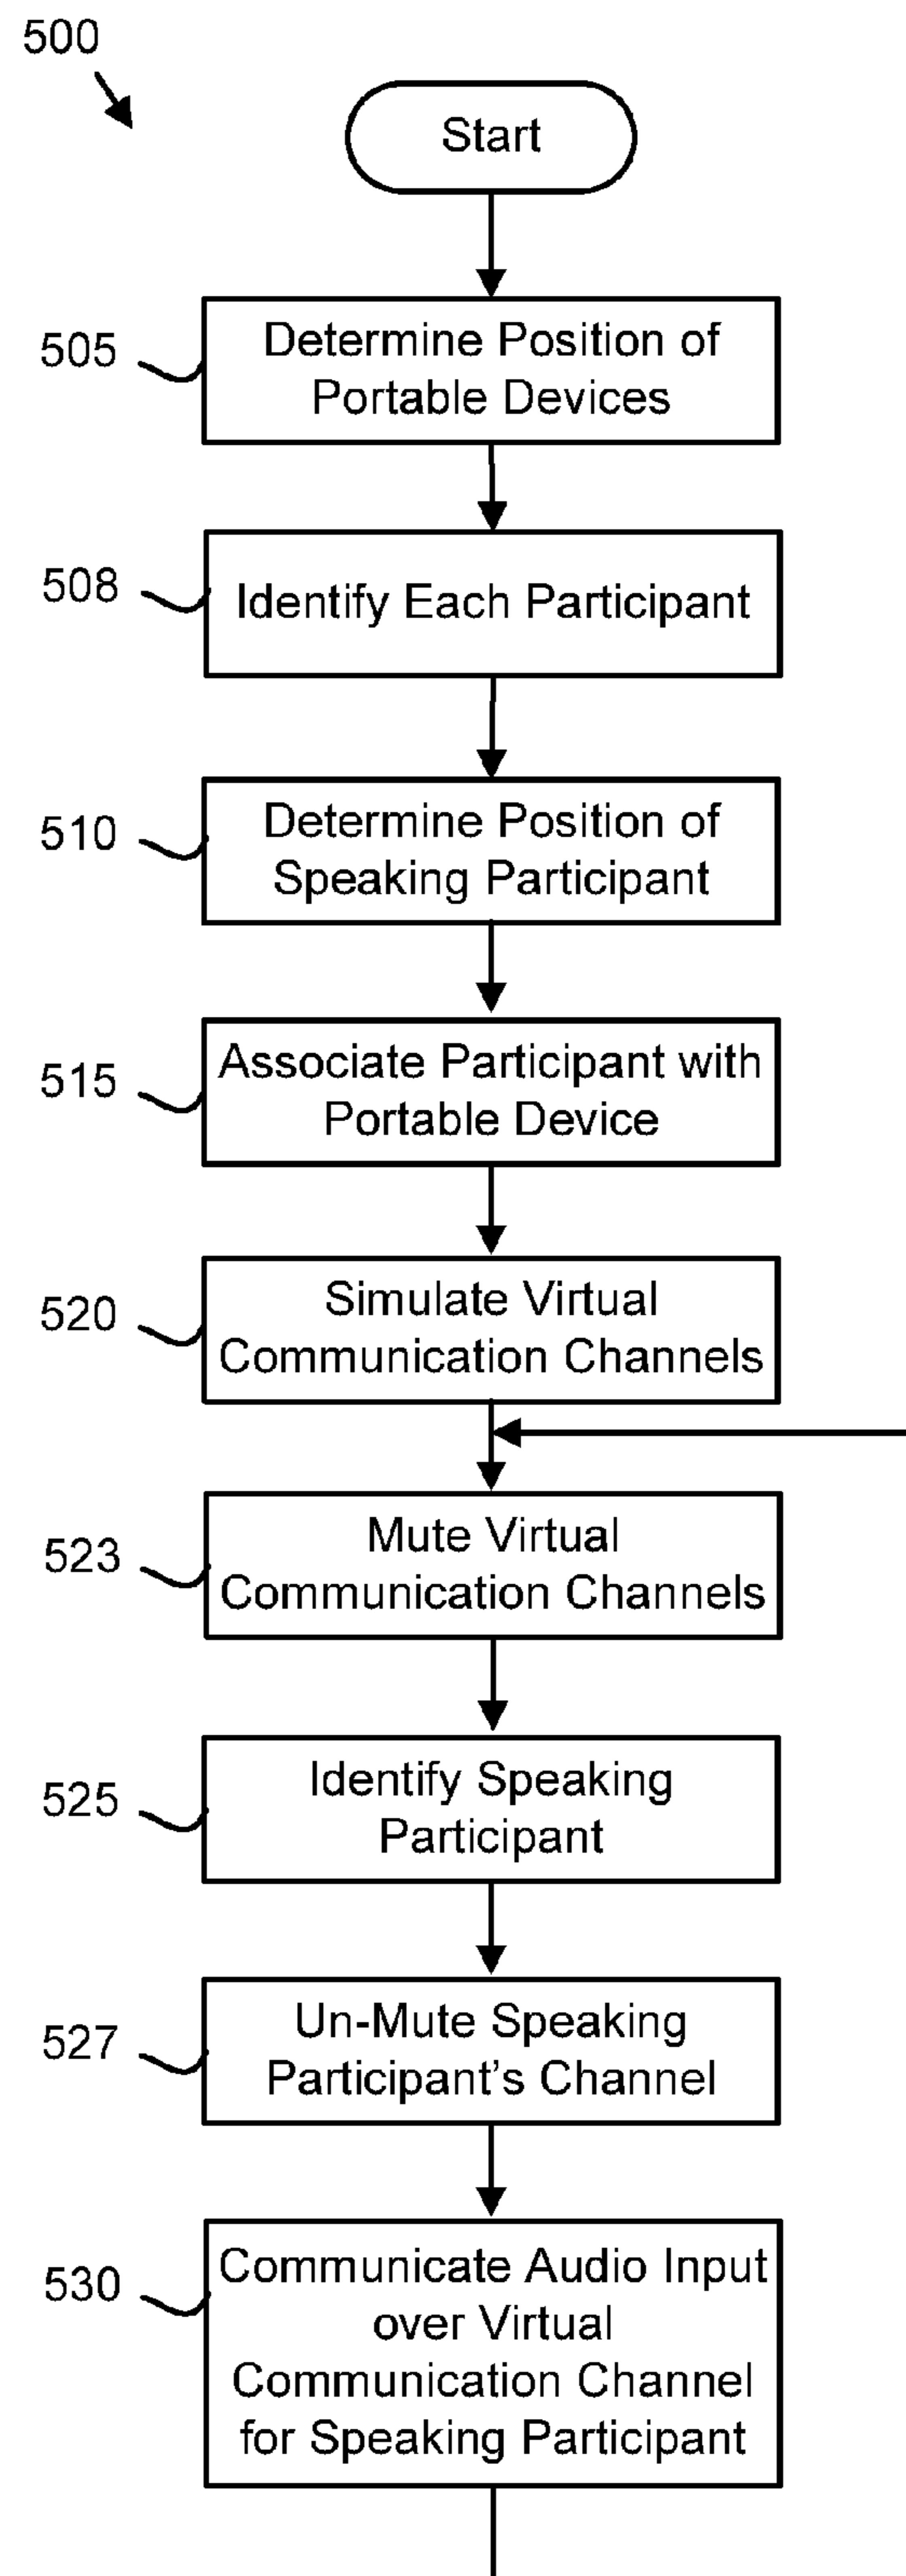 500
Start
505
Determine Position of
Portable Devices
508
Identify Each Participant
510
Determine Position of
Speaking Participant
515
Associate Participant with
Portable Device
520
Simulate Virtual
Communication Channels
523
Mute Virtual
Communication Channels
525
Identify Speaking
Participant
527
Un-Mute Speaking
Participant’s Channel
530
Communicate Audio Input
over Virtual
Communication Channel
for Speaking Participant